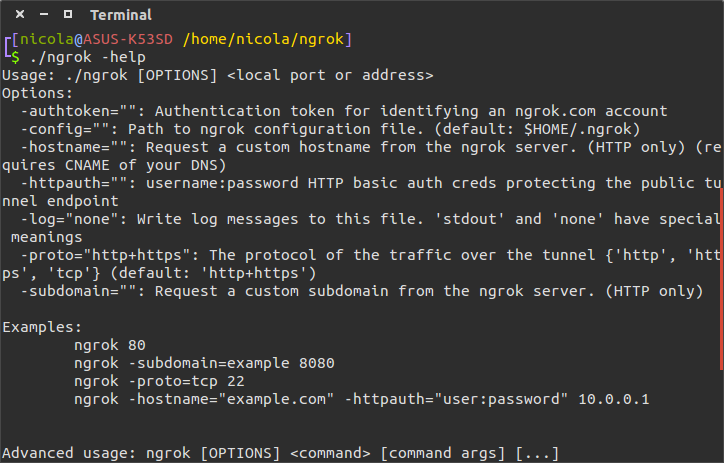 Terminal
[nicola@ASUS-K53SD /home/nicola/ngrok]
$ ./ngrok -help
Usage: ./ngrok [OPTIONS] <local port or address>
Options:
  -authtoken="": Authentication token for identifying an ngrok.com account
  -config="": Path to ngrok configuration file. (default: $HOME/.ngrok)
  -hostname="": Request a custom hostname from the ngrok server. (HTTP only) (re
quires CNAME of your DNS)
  -httpauth="": username:password HTTP basic auth creds protecting the public tu
nnel endpoint
  -log="none": Write log messages to this file. 'stdout' and 'none' have special
 meanings
  -proto="http+https": The protocol of the traffic over the tunnel {'http', 'htt
ps', 'tcp'} (default: 'http+https')
  -subdomain="": Request a custom subdomain from the ngrok server. (HTTP only)

Examples:
        ngrok 80
        ngrok -subdomain=example 8080
        ngrok -proto=tcp 22
        ngrok -hostname="example.com" -httpauth="user:password" 10.0.0.1


Advanced usage: ngrok [OPTIONS] <command> [command args] [...]